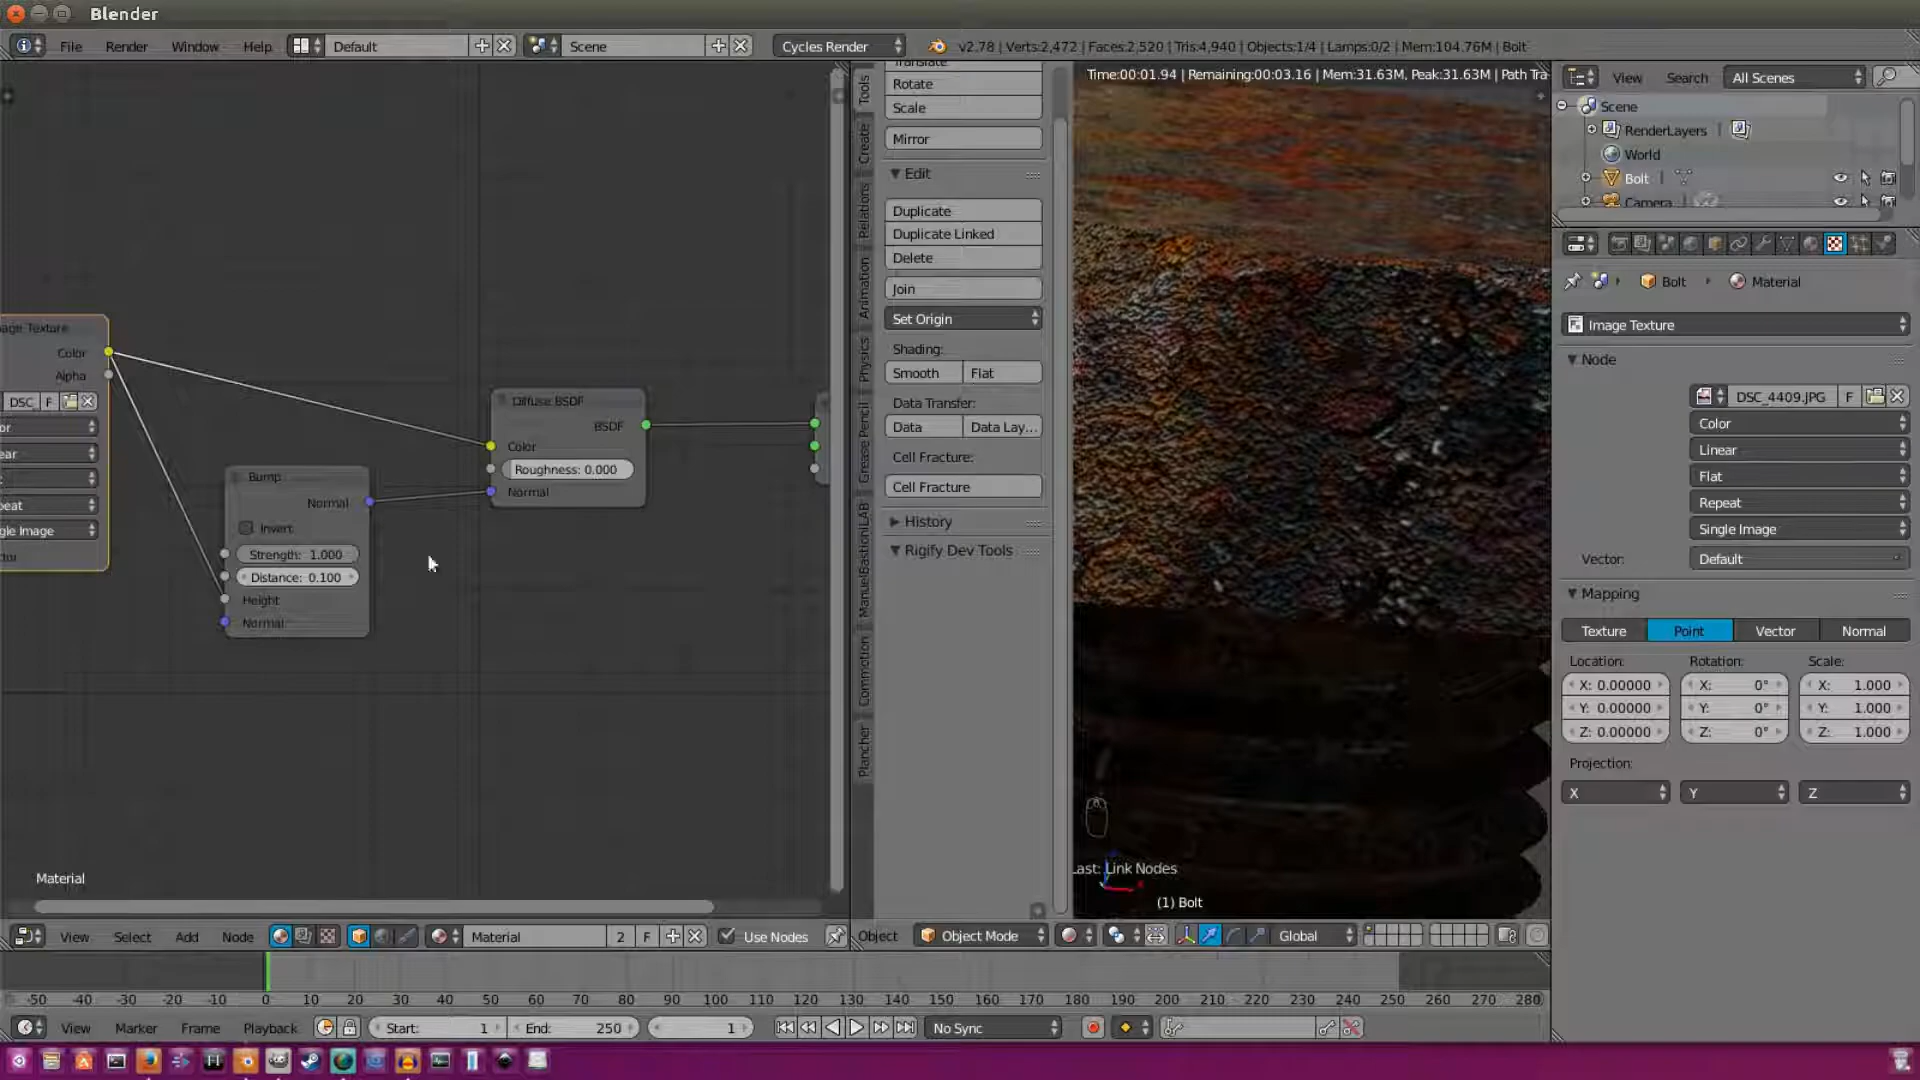 Blender
File Render Window Help Default Scene Cycles Render v2.78 | Verts:2,472 | Faces:2,520 | Tris:4,940 | Objects:1/4 | Lamps:0/2 | Mem:104.76M | Bolt
Color
Alpha
DSC_ F
peat
gle Image
Bump
Normal
Invert
Strength: 1.000
Distance: 0.100
Height
Normal
Diffuse BSDF
BSDF
Color
Roughness: 0.000
Normal
Material
View Select Add Node Material 2 F Use Nodes
Tools
Create
Relations
Animation
Physics
Grease Pencil
ManuelBastioniLAB
Commotion
Plancher
Translate
Rotate
Scale
Mirror
Edit
Duplicate
Duplicate Linked
Delete
Join
Set Origin
Shading:
Smooth Flat
Data Transfer:
Data Data Lay...
Cell Fracture:
Cell Fracture
History
Rigify Dev Tools
Time:00:01.94 | Remaining:00:03.16 | Mem:31.63M, Peak:31.63M | Path Tra
Last: Link Nodes
(1) Bolt
Object Object Mode Global
View Search All Scenes
Scene
RenderLayers
World
Bolt
Camera
Bolt Material
Image Texture
Node
DSC_4409.JPG F
Color
Linear
Flat
Repeat
Single Image
Vector: Default
Mapping
Texture Point Vector Normal
Location: Rotation: Scale:
X: 0.00000 X: 0° X: 1.000
Y: 0.00000 Y: 0° Y: 1.000
Z: 0.00000 Z: 0° Z: 1.000
Projection:
X Y Z
-50 -40 -30 -20 -10 0 10 20 30 40 50 60 70 80 90 100 110 120 130 140 150 160 170 180 190 200 210 220 230 240 250 260 270 280
View Marker Frame Playback Start: 1 End: 250 1 No Sync